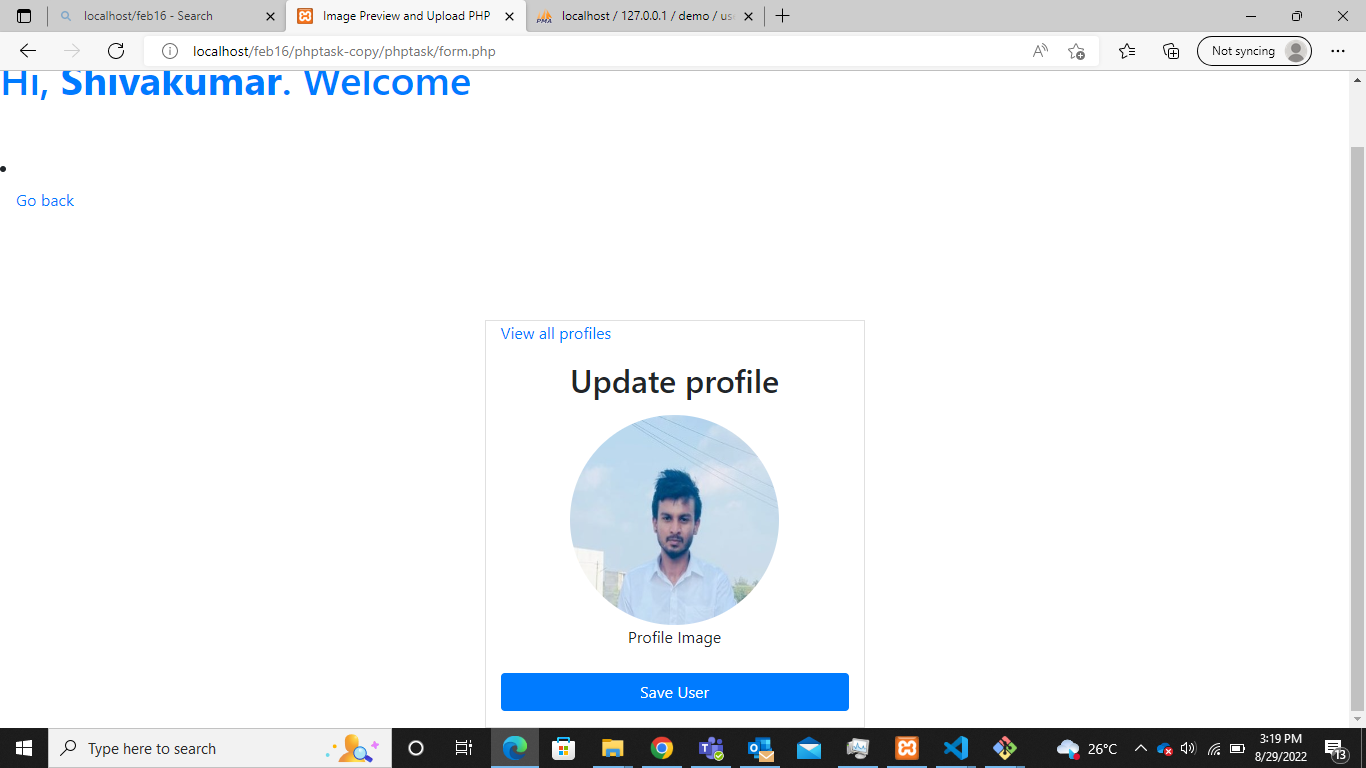 localhost/feb16 - Search
Image Preview and Upload PHP
PMA localhost / 127.0.0.1 / demo / us
localhost/feb16/phptask-copy/phptask/form.php
Not syncing
Hi, Shivakumar. Welcome
Go back
View all profiles
Update profile
Profile Image
Save User
Type here to search
26°C
3:19 PM
8/29/2022
13